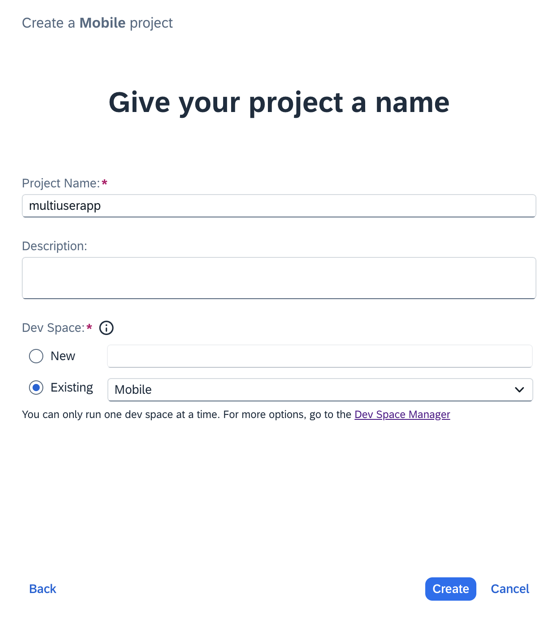 Create a Mobile project
Give your project a name
Project Name:*
multiuserapp
Description:
Dev Space:*
New
Existing
Mobile
You can only run one dev space at a time. For more options, go to the Dev Space Manager
Back
Create
Cancel